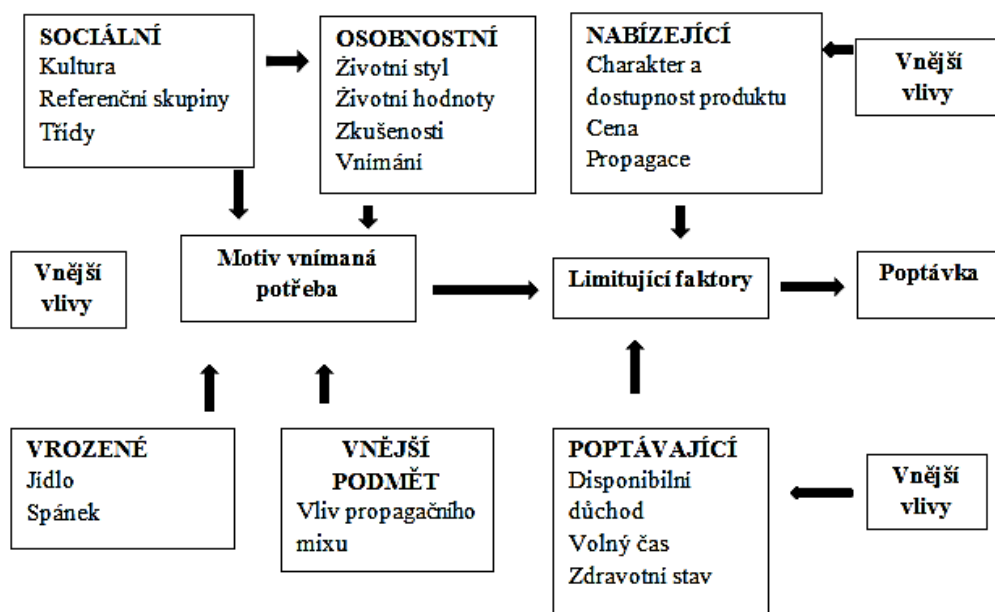 SOCIÁLNÍ
Kultura
Referenční skupiny
Třídy
OSOBNOSTNÍ
Životní styl
Životní hodnoty
Zkušenosti
Vnímání
NABÍZEJÍCÍ
Charakter a
dostupnost produktu
Cena
Propagace
Vnější
vlivy
Vnější
vlivy
Motiv vnímaná
potřeba
Limitující faktory
Poptávka
VROZENÉ
Jídlo
Spánek
VNĚJŠÍ
PODMĚT
Vliv propagačního
mixu
POPTÁVAJÍCÍ
Disponibilní
důchod
Volný čas
Zdravotní stav
Vnější
vlivy